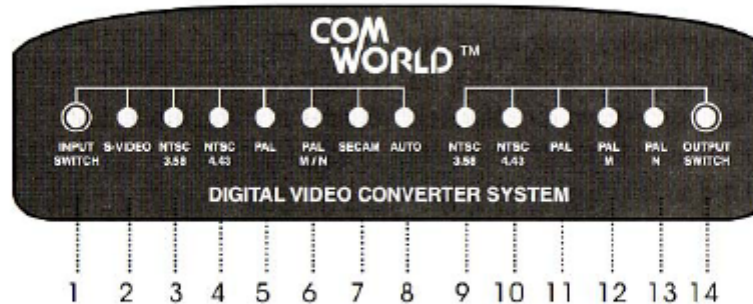 COM
WORLD™
INPUT SWITCH S-VIDEO NTSC 3.58 NTSC 4.43 PAL PAL M / N SECAM AUTO NTSC 3.58 NTSC 4.43 PAL PAL M PAL N OUTPUT SWITCH
DIGITAL VIDEO CONVERTER SYSTEM
1 2 3 4 5 6 7 8 9 10 11 12 13 14